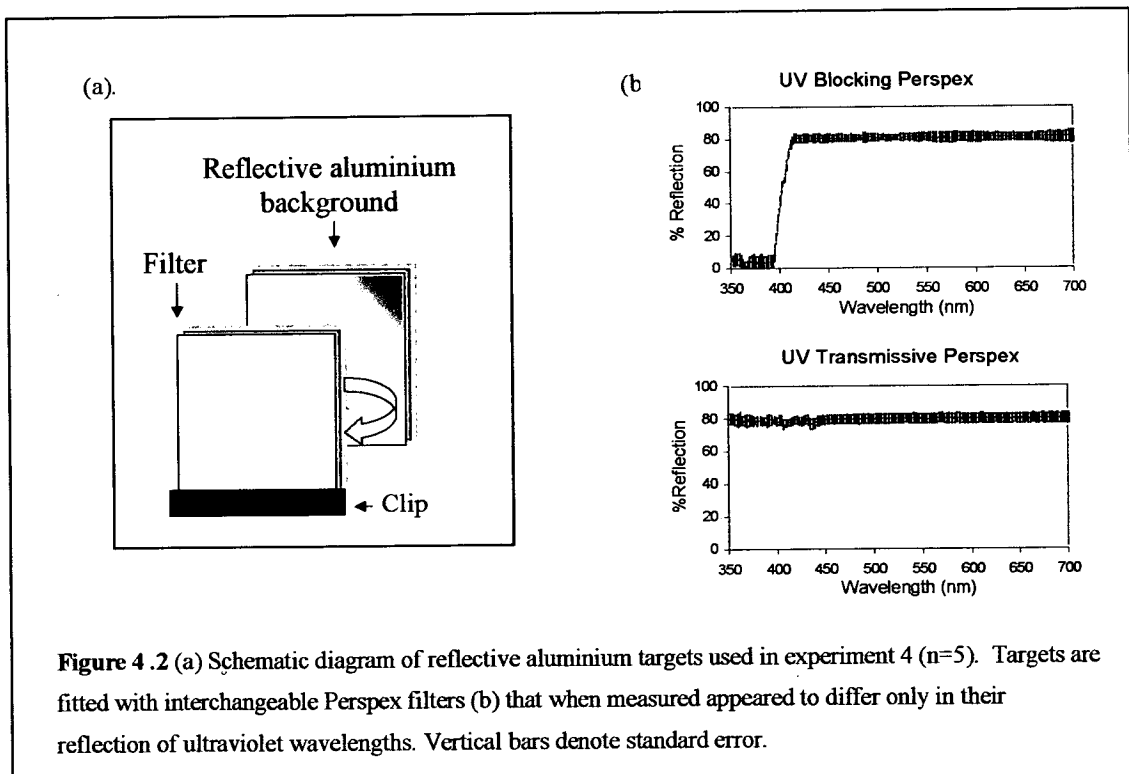 (a).
Reflective aluminium
background
Filter
Clip
(b
UV Blocking Perspex
100
80
60
40
20
0
% Reflection
350 400 450 500 550 600 650 700
Wavelength (nm)
UV Transmissive Perspex
100
80
60
40
20
0
%Reflection
350 400 450 500 550 600 650 700
Wavelength (nm)
Figure 4 .2 (a) Schematic diagram of reflective aluminium targets used in experiment 4 (n=5). Targets are
fitted with interchangeable Perspex filters (b) that when measured appeared to differ only in their
reflection of ultraviolet wavelengths. Vertical bars denote standard error.